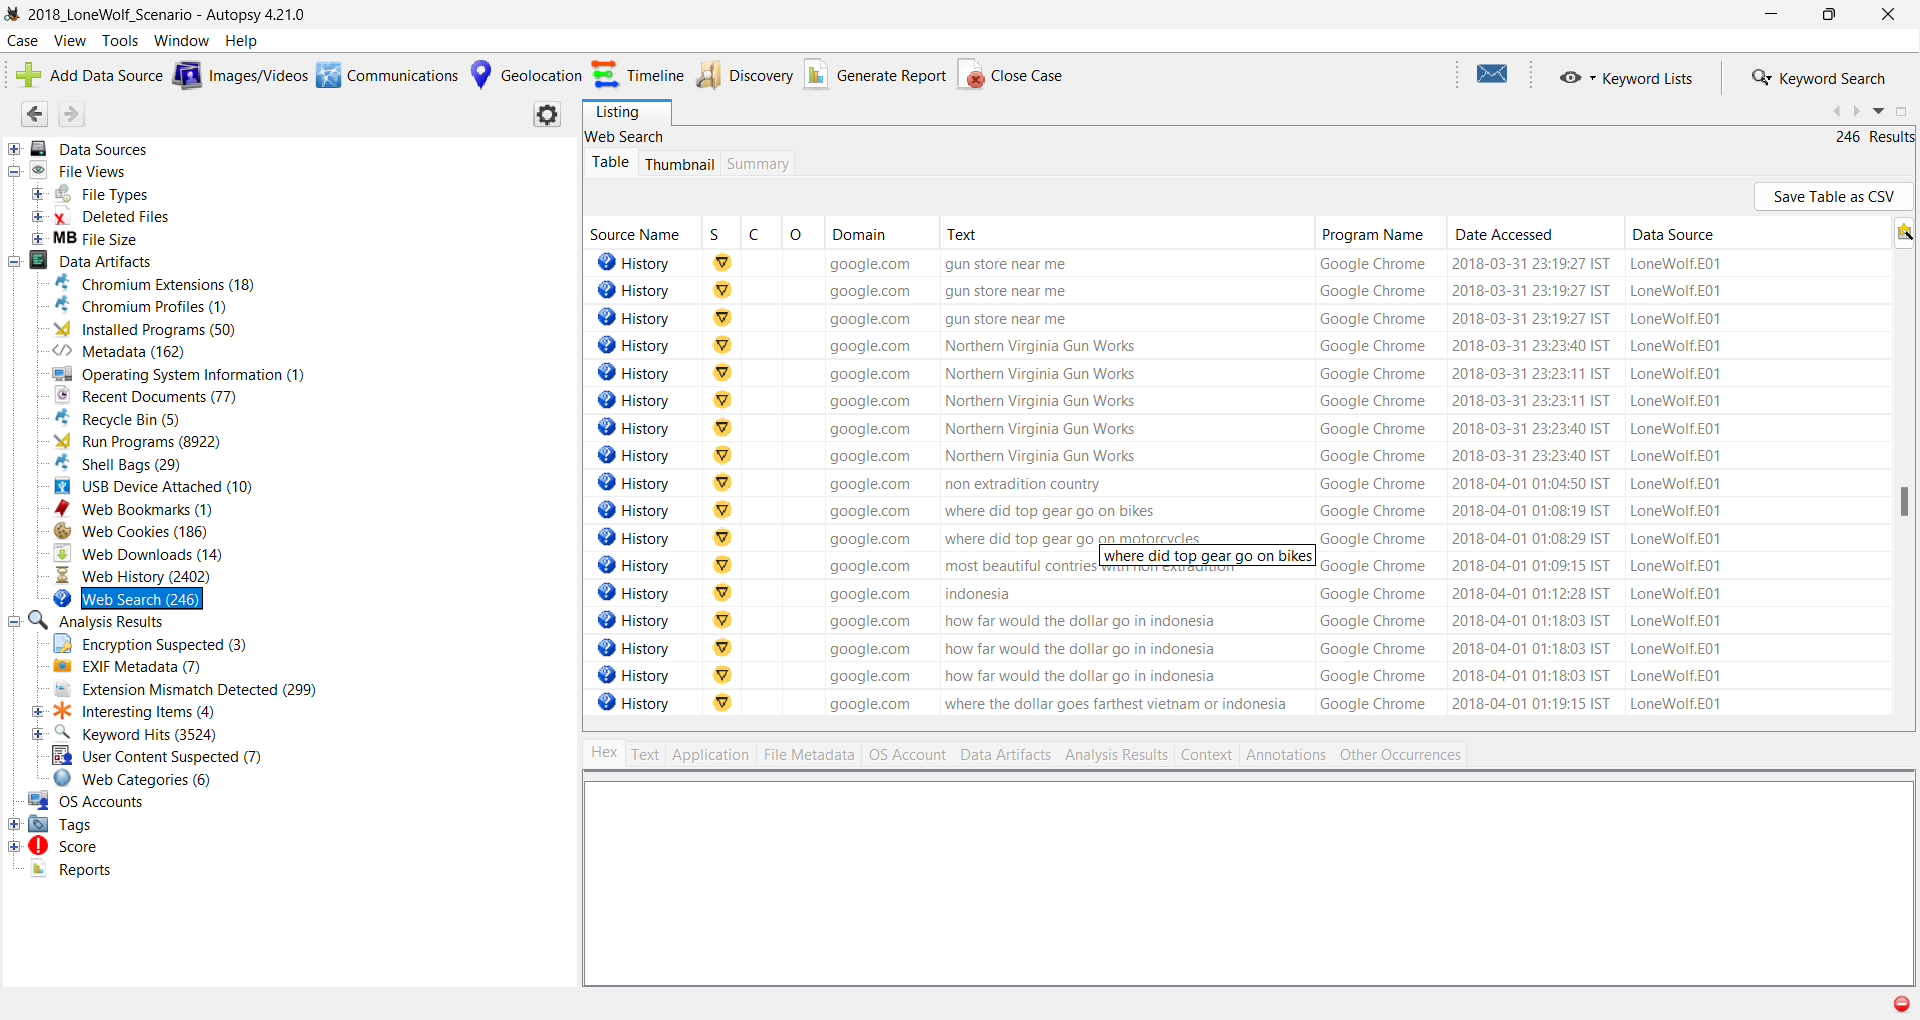 2018_LoneWolf_Scenario - Autopsy 4.21.0
Case View Tools Window Help
Add Data Source Images/Videos Communications Geolocation Timeline Discovery Generate Report Close Case Keyword Lists Keyword Search
Listing
Web Search 246 Results
Table Thumbnail Summary
Save Table as CSV
Data Sources
File Views
File Types
Deleted Files
MB File Size
Data Artifacts
Chromium Extensions (18)
Chromium Profiles (1)
Installed Programs (50)
Metadata (162)
Operating System Information (1)
Recent Documents (77)
Recycle Bin (5)
Run Programs (8922)
Shell Bags (29)
USB Device Attached (10)
Web Bookmarks (1)
Web Cookies (186)
Web Downloads (14)
Web History (2402)
Web Search (246)
Analysis Results
Encryption Suspected (3)
EXIF Metadata (7)
Extension Mismatch Detected (299)
Interesting Items (4)
Keyword Hits (3524)
User Content Suspected (7)
Web Categories (6)
OS Accounts
Tags
Score
Reports
Source Name S C O Domain Text Program Name Date Accessed Data Source
History google.com gun store near me Google Chrome 2018-03-31 23:19:27 IST LoneWolf.E01
History google.com gun store near me Google Chrome 2018-03-31 23:19:27 IST LoneWolf.E01
History google.com gun store near me Google Chrome 2018-03-31 23:19:27 IST LoneWolf.E01
History google.com Northern Virginia Gun Works Google Chrome 2018-03-31 23:23:40 IST LoneWolf.E01
History google.com Northern Virginia Gun Works Google Chrome 2018-03-31 23:23:11 IST LoneWolf.E01
History google.com Northern Virginia Gun Works Google Chrome 2018-03-31 23:23:11 IST LoneWolf.E01
History google.com Northern Virginia Gun Works Google Chrome 2018-03-31 23:23:40 IST LoneWolf.E01
History google.com Northern Virginia Gun Works Google Chrome 2018-03-31 23:23:40 IST LoneWolf.E01
History google.com non extradition country Google Chrome 2018-04-01 01:04:50 IST LoneWolf.E01
History google.com where did top gear go on bikes Google Chrome 2018-04-01 01:08:19 IST LoneWolf.E01
History google.com where did top gear go on motorcycles Google Chrome 2018-04-01 01:08:29 IST LoneWolf.E01
where did top gear go on bikes
History google.com most beautiful contries with non extradition Google Chrome 2018-04-01 01:09:15 IST LoneWolf.E01
History google.com indonesia Google Chrome 2018-04-01 01:12:28 IST LoneWolf.E01
History google.com how far would the dollar go in indonesia Google Chrome 2018-04-01 01:18:03 IST LoneWolf.E01
History google.com how far would the dollar go in indonesia Google Chrome 2018-04-01 01:18:03 IST LoneWolf.E01
History google.com how far would the dollar go in indonesia Google Chrome 2018-04-01 01:18:03 IST LoneWolf.E01
History google.com where the dollar goes farthest vietnam or indonesia Google Chrome 2018-04-01 01:19:15 IST LoneWolf.E01
Hex Text Application File Metadata OS Account Data Artifacts Analysis Results Context Annotations Other Occurrences